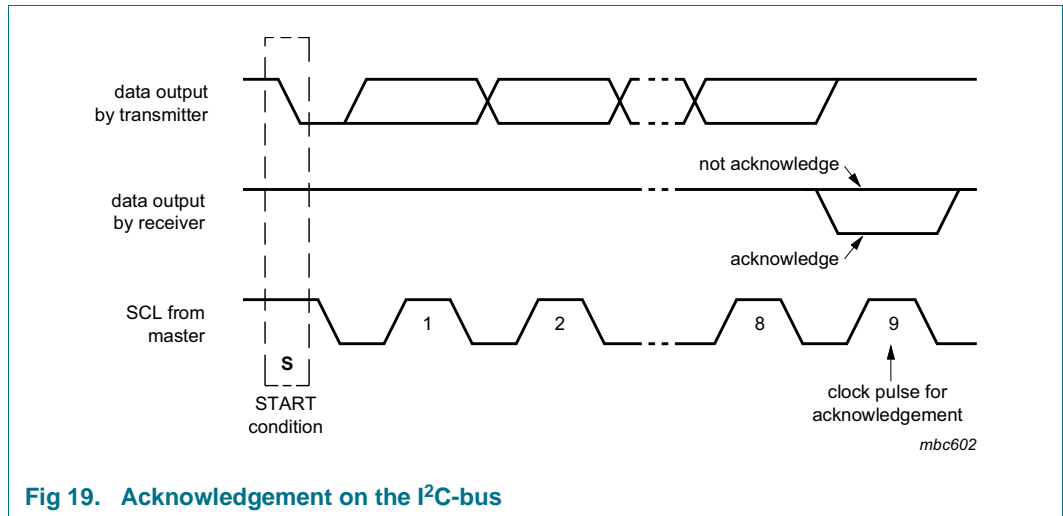 data output
by transmitter
not acknowledge
data output
by receiver
acknowledge
SCL from
master
1
2
8
9
S
START
condition
clock pulse for
acknowledgement
mbc602
Fig 19. Acknowledgement on the I²C-bus